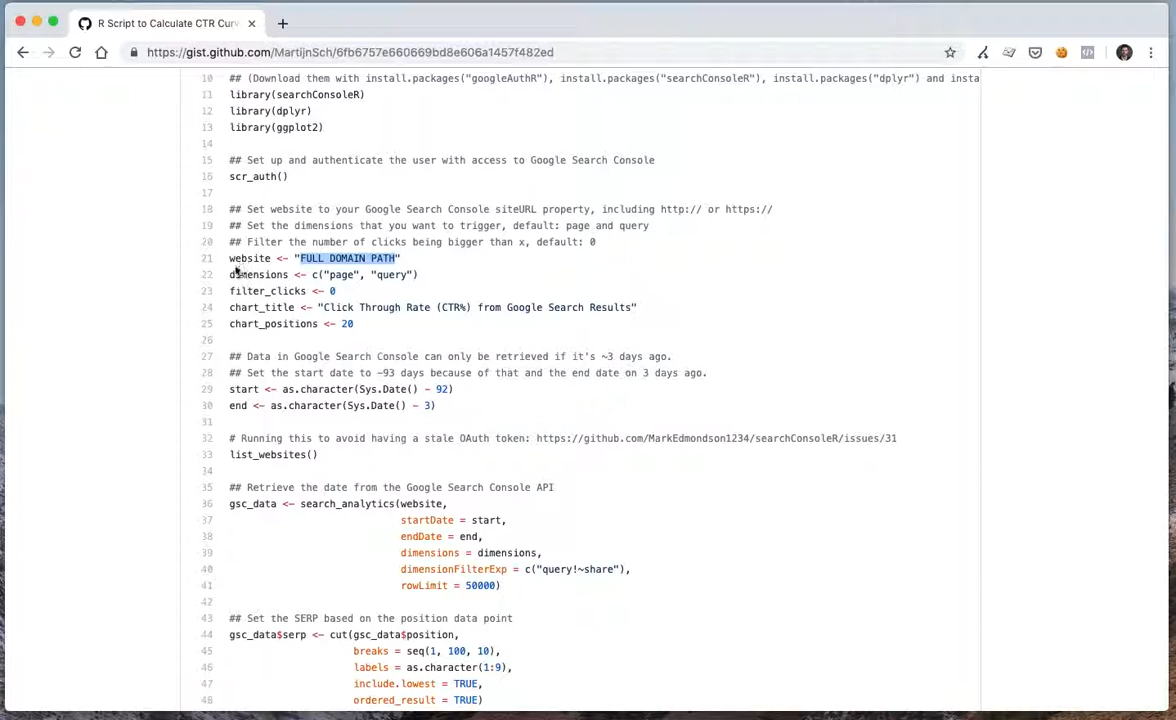 R Script to Calculate CTR Curv
https://gist.github.com/MartijnSch/6fb6757e660669bd8e606a1457f482ed
10 ## (Download them with install.packages("googleAuthR"), install.packages("searchConsoleR"), install.packages("dplyr") and insta
11 library(searchConsoleR)
12 library(dplyr)
13 library(ggplot2)
14
15 ## Set up and authenticate the user with access to Google Search Console
16 scr_auth()
17
18 ## Set website to your Google Search Console siteURL property, including http:// or https://
19 ## Set the dimensions that you want to trigger, default: page and query
20 ## Filter the number of clicks being bigger than x, default: 0
21 website <- "FULL DOMAIN PATH"
22 dimensions <- c("page", "query")
23 filter_clicks <- 0
24 chart_title <- "Click Through Rate (CTR%) from Google Search Results"
25 chart_positions <- 20
26
27 ## Data in Google Search Console can only be retrieved if it's ~3 days ago.
28 ## Set the start date to -93 days because of that and the end date on 3 days ago.
29 start <- as.character(Sys.Date() - 92)
30 end <- as.character(Sys.Date() - 3)
31
32 # Running this to avoid having a stale OAuth token: https://github.com/MarkEdmondson1234/searchConsoleR/issues/31
33 list_websites()
34
35 ## Retrieve the date from the Google Search Console API
36 gsc_data <- search_analytics(website,
37 startDate = start,
38 endDate = end,
39 dimensions = dimensions,
40 dimensionFilterExp = c("query!~share"),
41 rowLimit = 50000)
42
43 ## Set the SERP based on the position data point
44 gsc_data$serp <- cut(gsc_data$position,
45 breaks = seq(1, 100, 10),
46 labels = as.character(1:9),
47 include.lowest = TRUE,
48 ordered_result = TRUE)